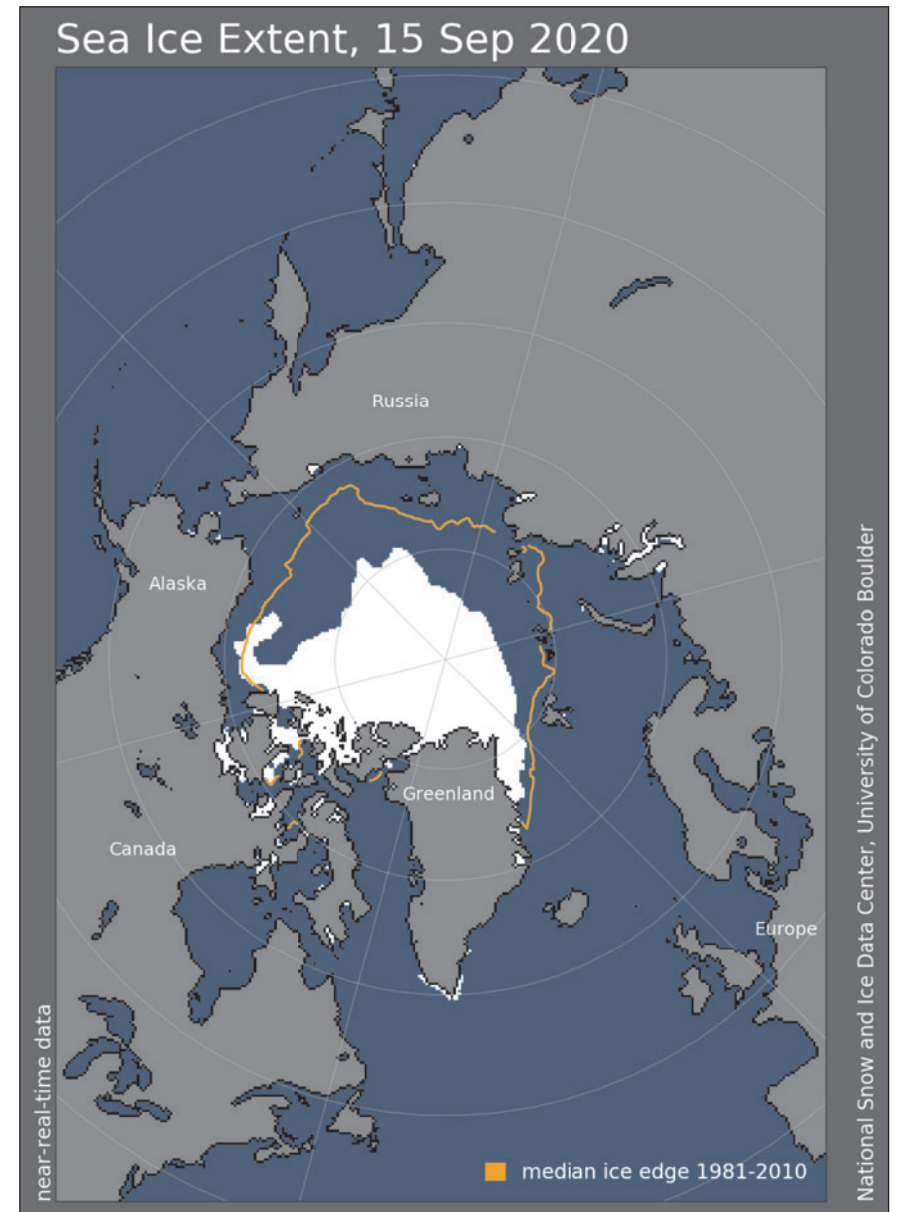 Sea Ice Extent, 15 Sep 2020
Russia
Alaska
Greenland
Canada
Europe
median ice edge 1981-2010
near-real-time data
National Snow and Ice Data Center, University of Colorado Boulder